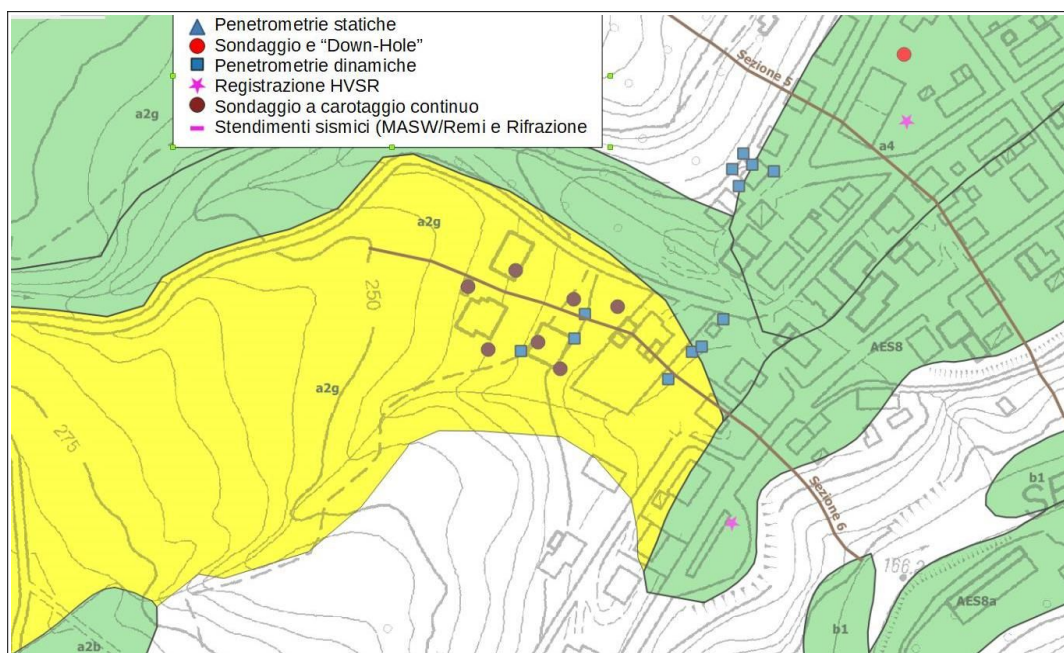 Penetrometrie statiche
Sondaggio e “Down-Hole”
Penetrometrie dinamiche
Registrazione HVSR
Sondaggio a carotaggio continuo
Stendimenti sismici (MASW/Remi e Rifrazione
a2g
Sezione 5
a4
a2g
250
AES8
a2g
275
Sezione 6
b1
SE
166.2
AES8a
b1
a2b